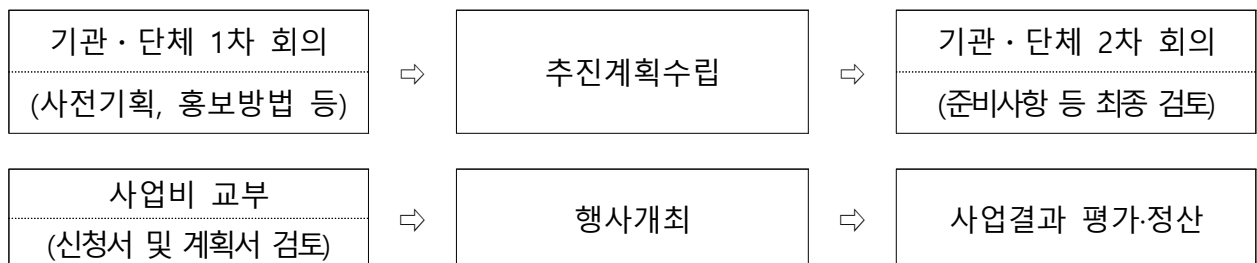 기관·단체 1차 회의
(사전기획, 홍보방법 등)
⇨
추진계획수립
⇨
기관·단체 2차 회의
(준비사항 등 최종 검토)
사업비 교부
(신청서 및 계획서 검토)
⇨
행사개최
⇨
사업결과 평가·정산